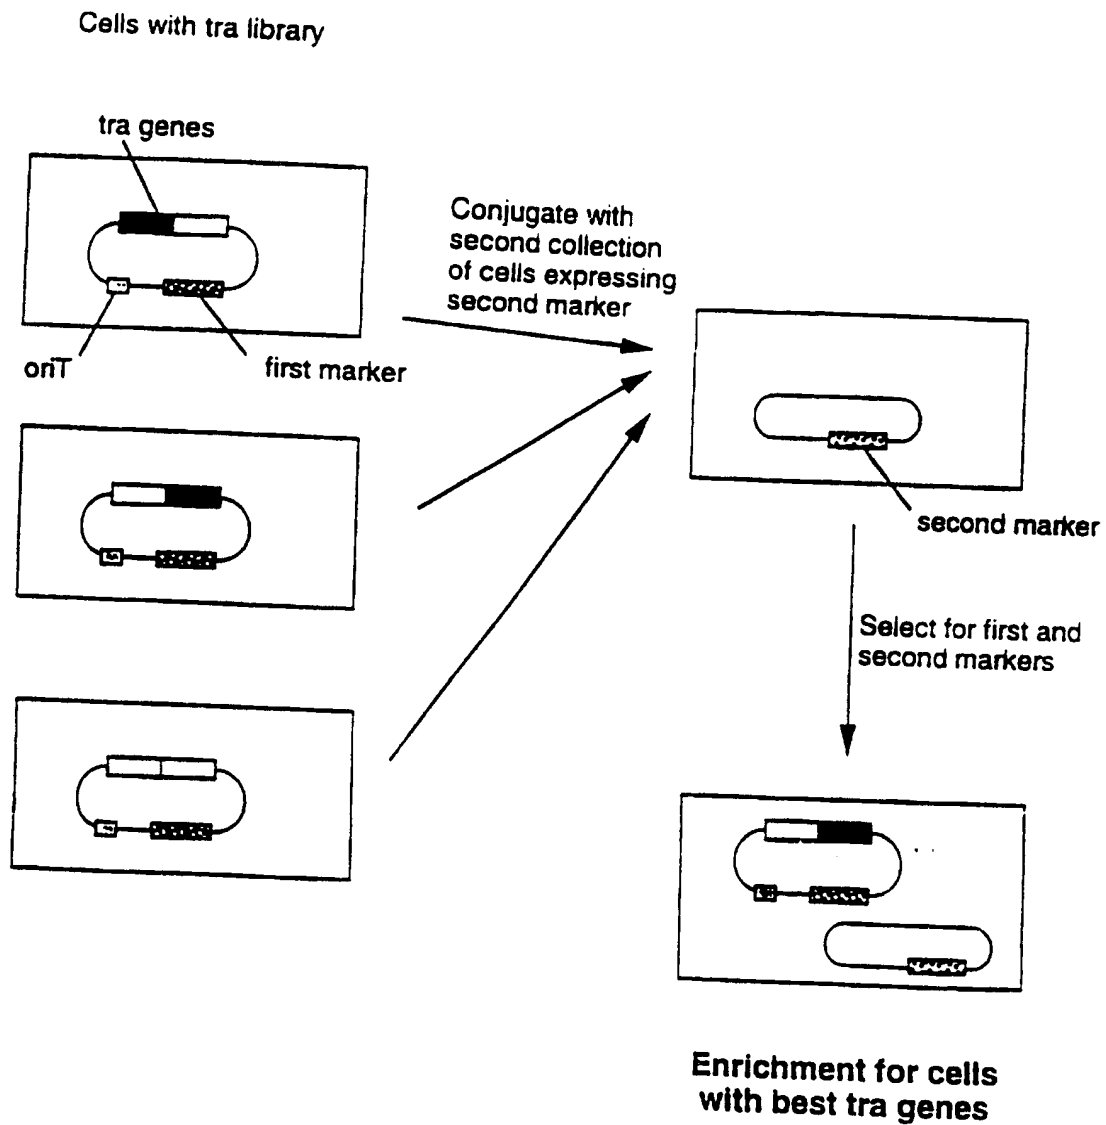 Cells with tra library
tra genes
Conjugate with
second collection
of cells expressing
second marker
oriT
first marker
second marker
Select for first and
second markers
Enrichment for cells
with best tra genes